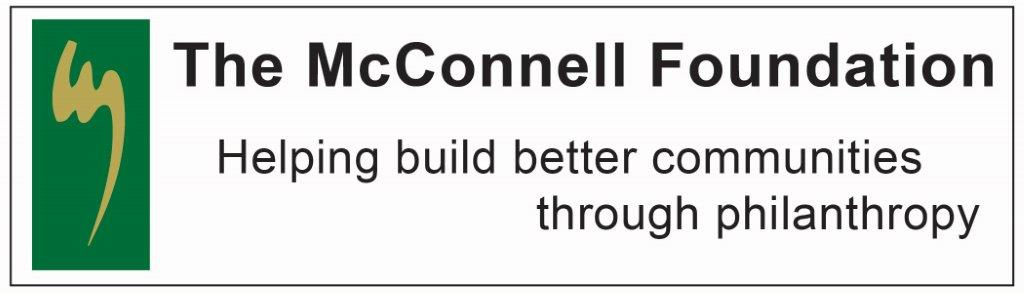 The McConnell Foundation
Helping build better communities
through philanthropy